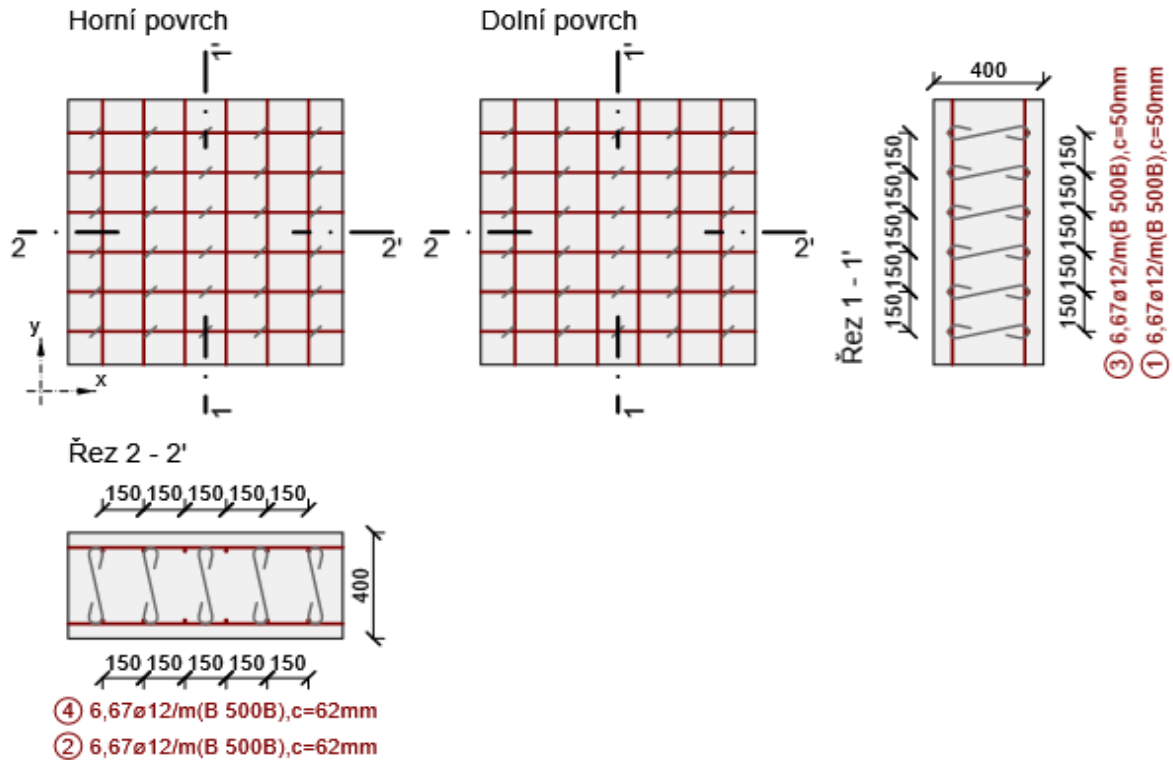 Horní povrch
1'
2
2'
y
x
1
Dolní povrch
1'
2
2'
1
400
150 150 150 150 150
150 150 150 150 150
Řez 1 - 1'
3 6,67ø12/m(B 500B),c=50mm
1 6,67ø12/m(B 500B),c=50mm
Řez 2 - 2'
150 150 150 150 150
400
150 150 150 150 150
4 6,67ø12/m(B 500B),c=62mm
2 6,67ø12/m(B 500B),c=62mm